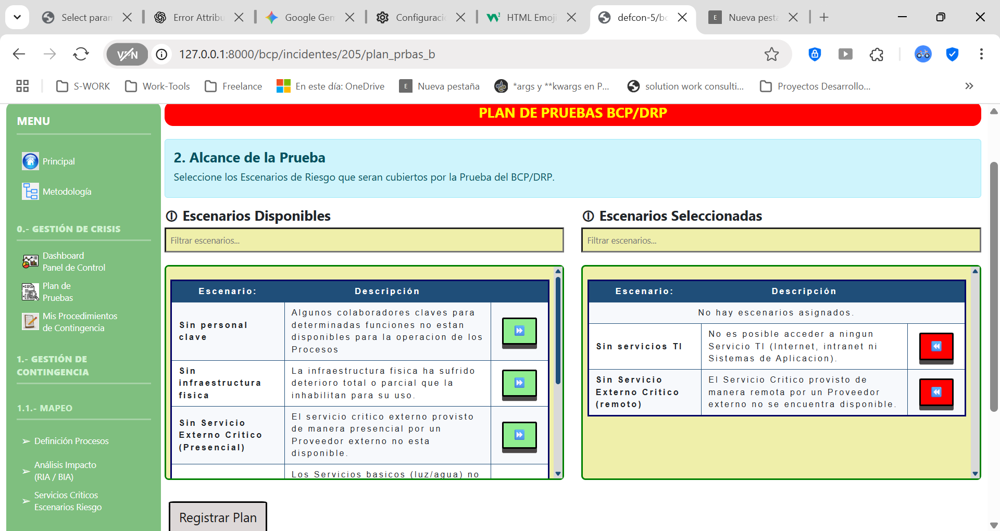 Select paran
Error Attribu
Google Gen
Configuració
HTML Emoji
defcon-5/bc
Nueva pesta
VPN
127.0.0.1:8000/bcp/incidentes/205/plan_prbas_b
S-WORK
Work-Tools
Freelance
En este día: OneDrive
E
Nueva pestaña
*args y **kwargs en P...
solution work consulti...
Proyectos Desarrollo...
MENU
Principal
Metodología
0.- GESTIÓN DE CRISIS
Dashboard
Panel de Control
Plan de
Pruebas
Mis Procedimientos
de Contingencia
1.- GESTIÓN DE
CONTINGENCIA
1.1.- MAPEO
Definición Procesos
Análisis Impacto
(RIA / BIA)
Servicios Criticos
Escenarios Riesgo
PLAN DE PRUEBAS BCP/DRP
2. Alcance de la Prueba
Seleccione los Escenarios de Riesgo que seran cubiertos por la Prueba del BCP/DRP.
Escenarios Disponibles
Filtrar escenarios...
Escenario: Descripción
Sin personal clave
Algunos colaboradores claves para
determinadas funciones no estan
disponibles para la operacion de los
Procesos
Sin
infraestructura
fisica
La infraestructura fisica ha sufrido
deterioro total o parcial que la
inhabilitan para su uso.
Sin Servicio
Externo Critico
(Presencial)
El servicio critico externo provisto
de manera presencial por un
Proveedor externo no esta
disponible.
Los Servicios basicos (luz/agua) no
Escenarios Seleccionadas
Filtrar escenarios...
Escenario: Descripción
No hay escenarios asignados.
Sin servicios TI
No es posible acceder a ningun
Servicio TI (Internet, intranet ni
Sistemas de Aplicacion).
Sin Servicio
Externo Critico
(remoto)
El Servicio Critico provisto de
manera remota por un Proveedor
externo no se encuentra disponible.
Registrar Plan